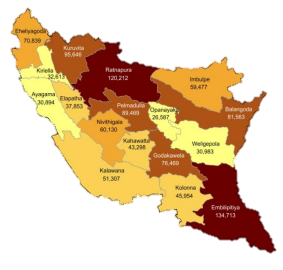 Eheliyagoda
70,839
Kuruvita
95,646
Ratnapura
120,212
Imbulpe
59,477
Kiriella
32,613
Ayagama
30,894
Elapatha
37,853
Pelmadulla
89,469
Opanayaka
26,587
Balangoda
81,563
Nivithigala
60,130
Kahawatta
43,298
Weligepola
30,983
Godakawela
76,469
Kalawana
51,307
Kolonna
45,954
Embilipitiya
134,713